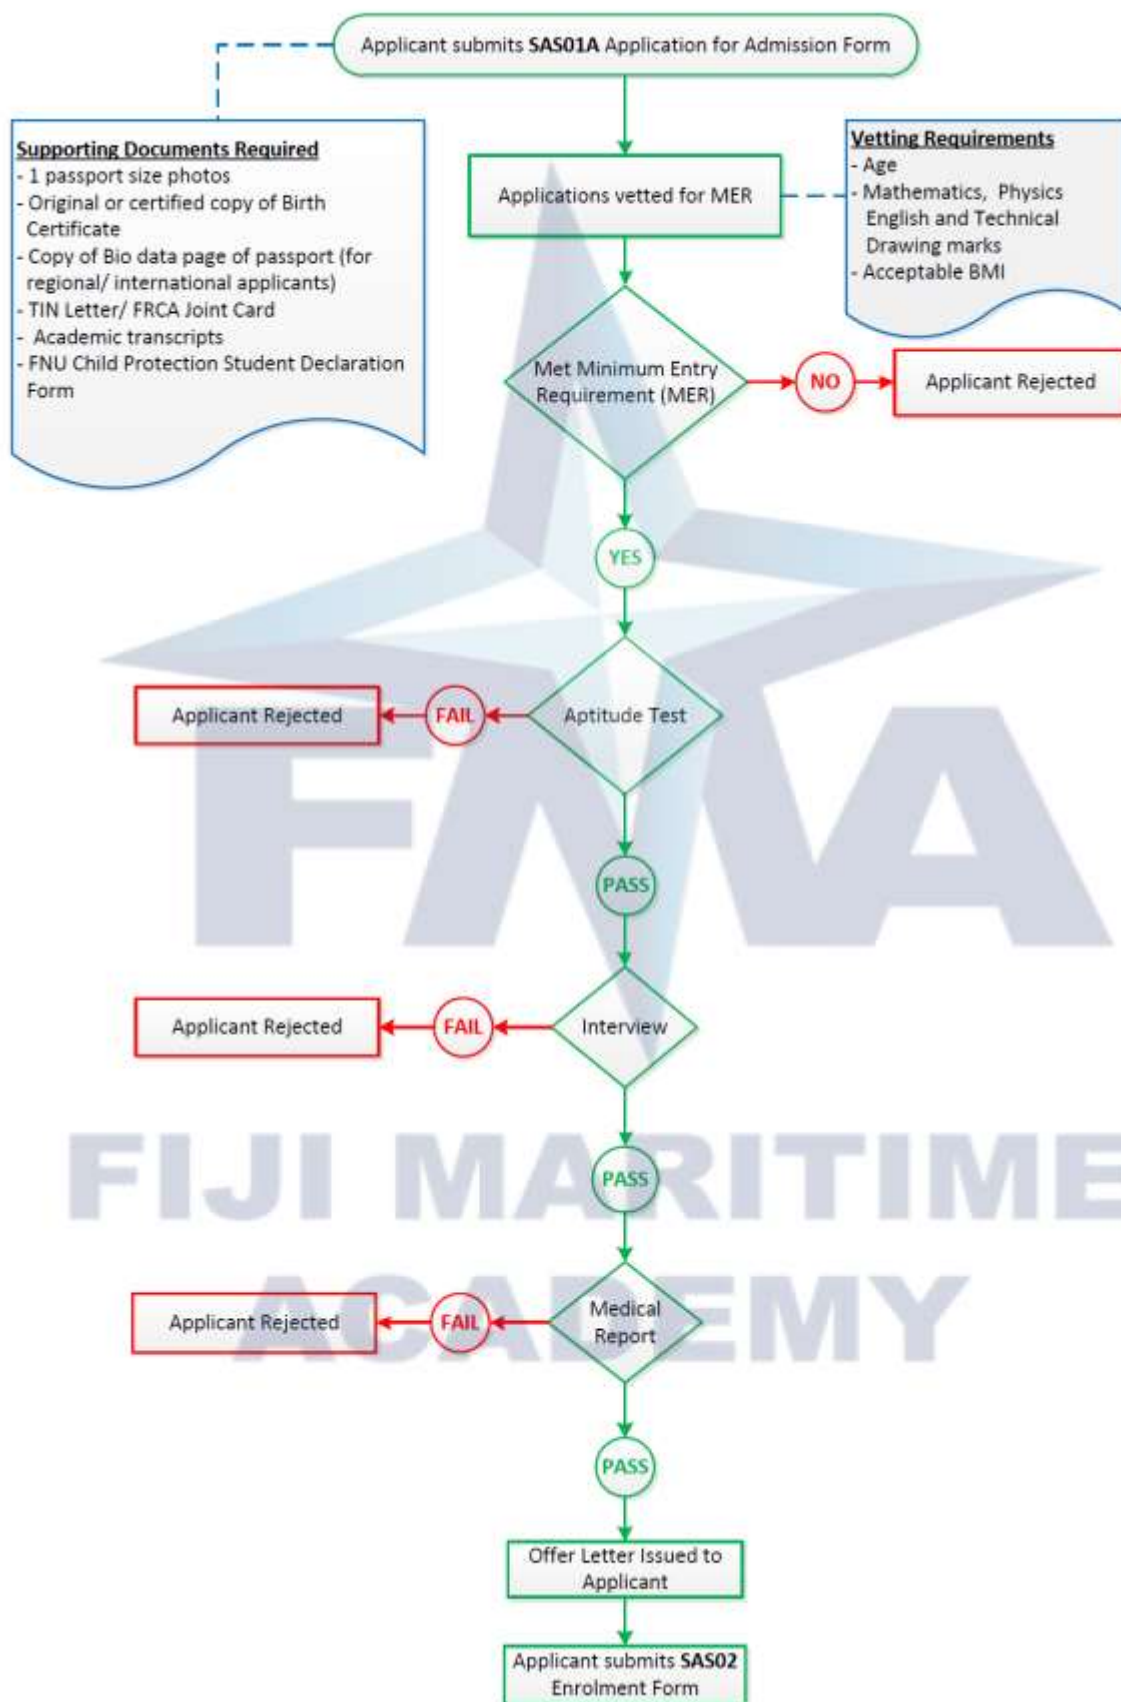 Applicant submits SAS01A Application for Admission Form
Supporting Documents Required
- 1 passport size photos
- Original or certified copy of Birth
Certificate
- Copy of Bio data page of passport (for
regional/ international applicants)
- TIN Letter/ FRCA Joint Card
- Academic transcripts
- FNU Child Protection Student Declaration
Form
Applications vetted for MER
Vetting Requirements
- Age
- Mathematics, Physics
English and Technical
Drawing marks
- Acceptable BMI
Met Minimum Entry
Requirement (MER)
NO
Applicant Rejected
YES
Aptitude Test
FAIL
Applicant Rejected
PASS
FMA
Interview
FAIL
Applicant Rejected
PASS
FIJI MARITIME
ACADEMY
Medical
Report
FAIL
Applicant Rejected
PASS
Offer Letter Issued to
Applicant
Applicant submits SAS02
Enrolment Form